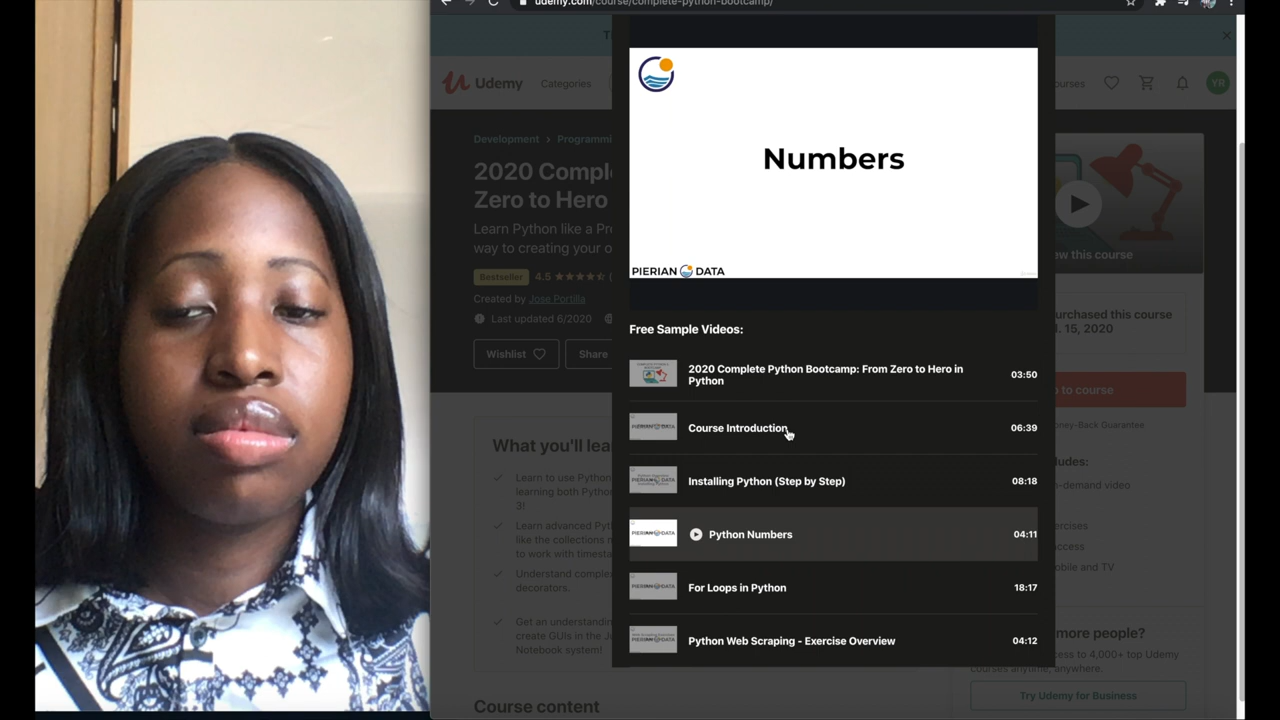 udemy.com/course/complete-python-bootcamp/
Udemy
Categories
ourses
YR
Development > Programmi
2020 Comple
Zero to Hero
Learn Python like a Pr
way to creating your o
Bestseller 4.5
Created by Jose Portilla
Last updated 6/2020
Wishlist
Share
What you'll lea
Learn to use Python
learning both Pytho
3!
Learn advanced Pyt
like the collections
to work with timesta
Understand comple
decorators.
Get an understandin
create GUIs in the Ju
Notebook system!
Course content
Numbers
PIERIAN DATA
Free Sample Videos:
2020 Complete Python Bootcamp: From Zero to Hero in
Python
03:50
Course Introduction
06:39
Installing Python (Step by Step)
08:18
Python Numbers
04:11
For Loops in Python
18:17
Python Web Scraping - Exercise Overview
04:12
ew this course
urchased this course
l. 15, 2020
o to course
oney-Back Guarantee
ludes:
n-demand video
ercises
ccess
obile and TV
more people?
ess to 4,000+ top Udemy
courses anytime, anywhere.
Try Udemy for Business